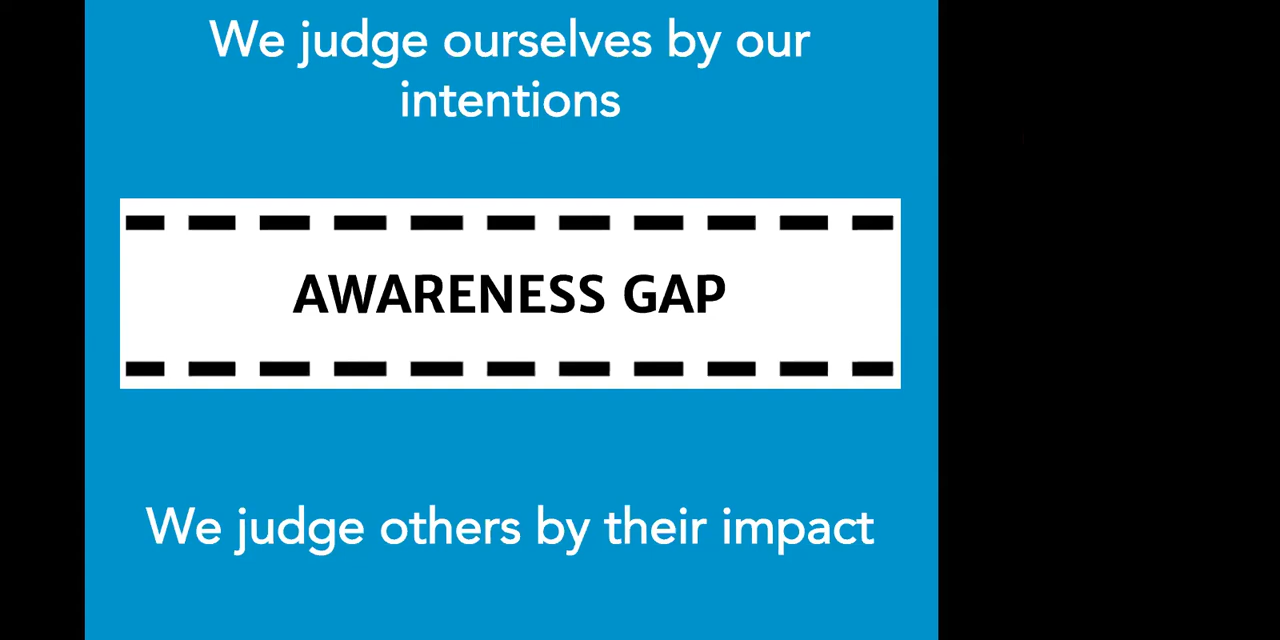 We judge ourselves by our
intentions
AWARENESS GAP
We judge others by their impact